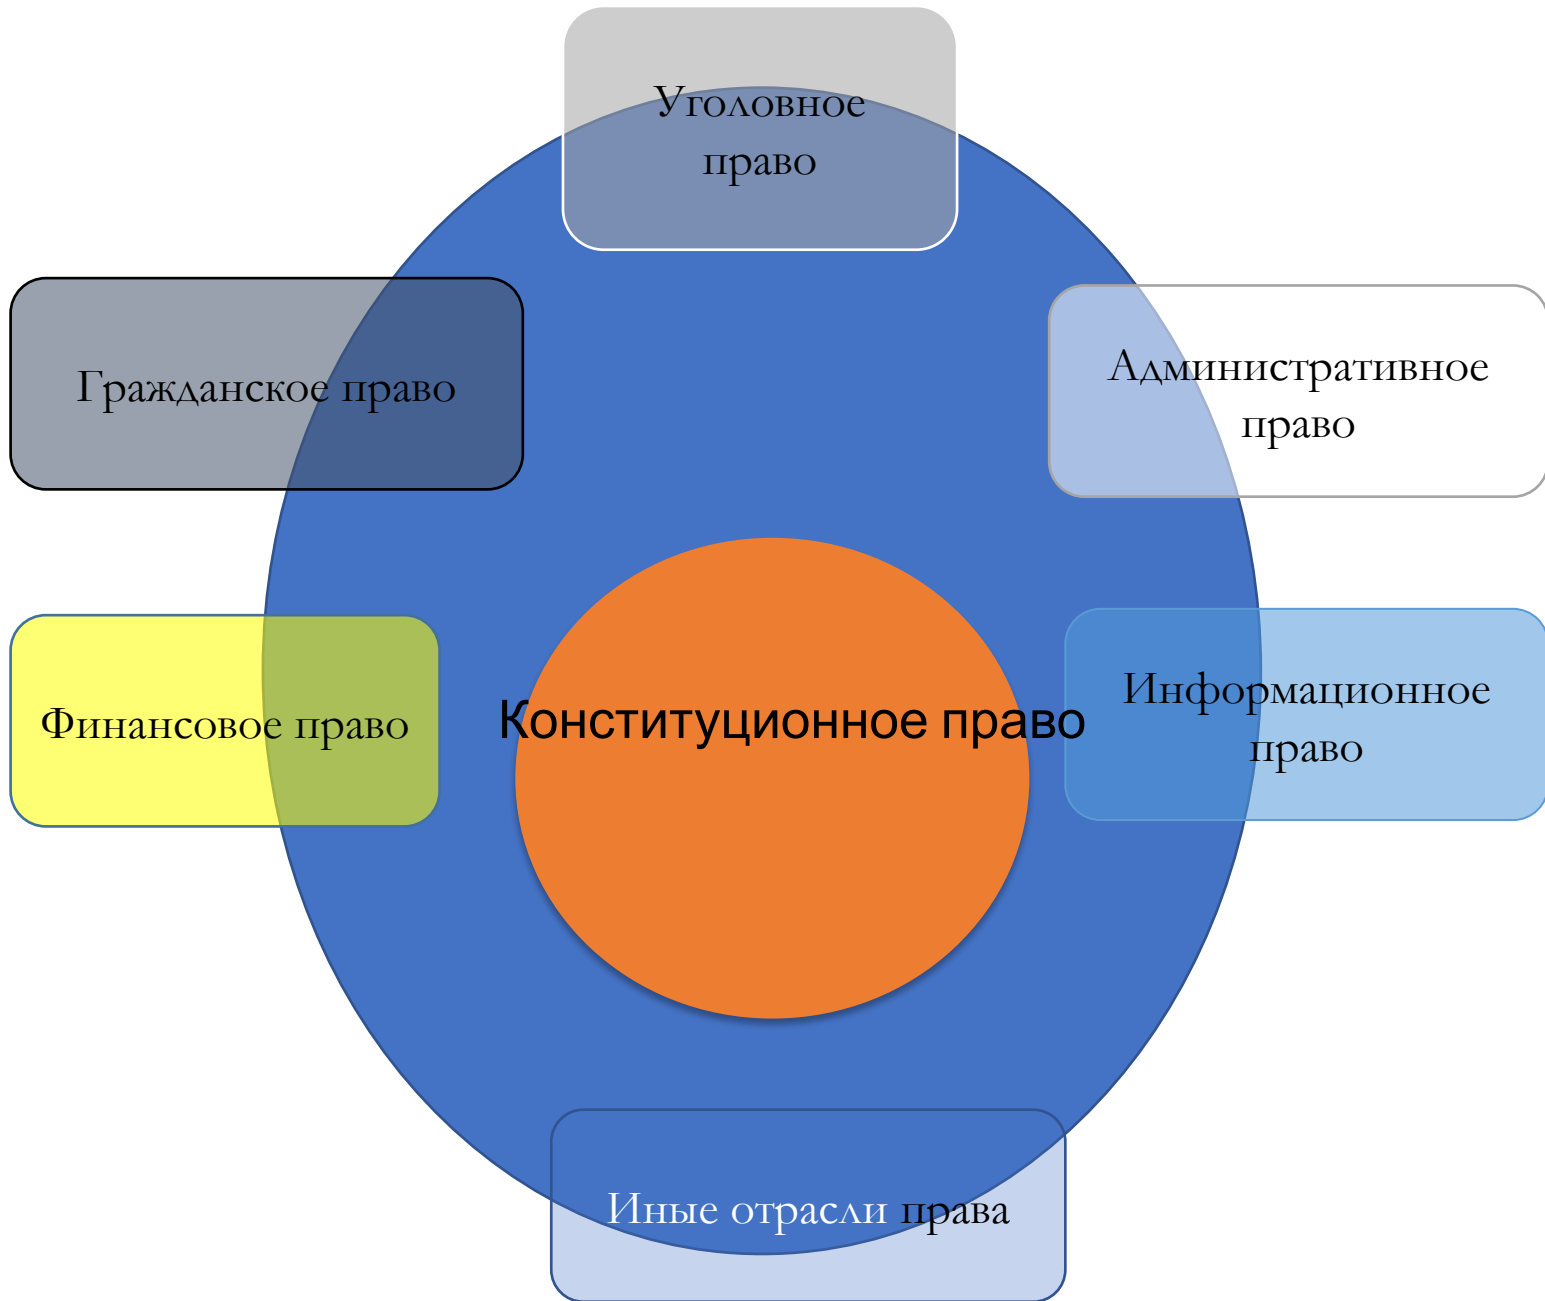 Уголовное
право
Гражданское право
Административное
право
Финансовое право
Конституционное право
Информационное
право
Иные отрасли права